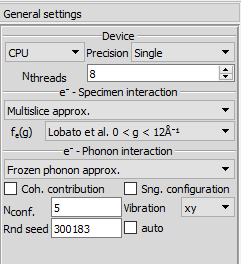 General settings
Device
CPU Precision Single
Nthreads 8
e⁻ - Specimen interaction
Multislice approx.
fe(g) Lobato et al. 0 < g < 12Å⁻¹
e⁻ - Phonon interaction
Frozen phonon approx.
Coh. contribution Sng. configuration
Nconf. 5 Vibration xy
Rnd seed 300183 auto